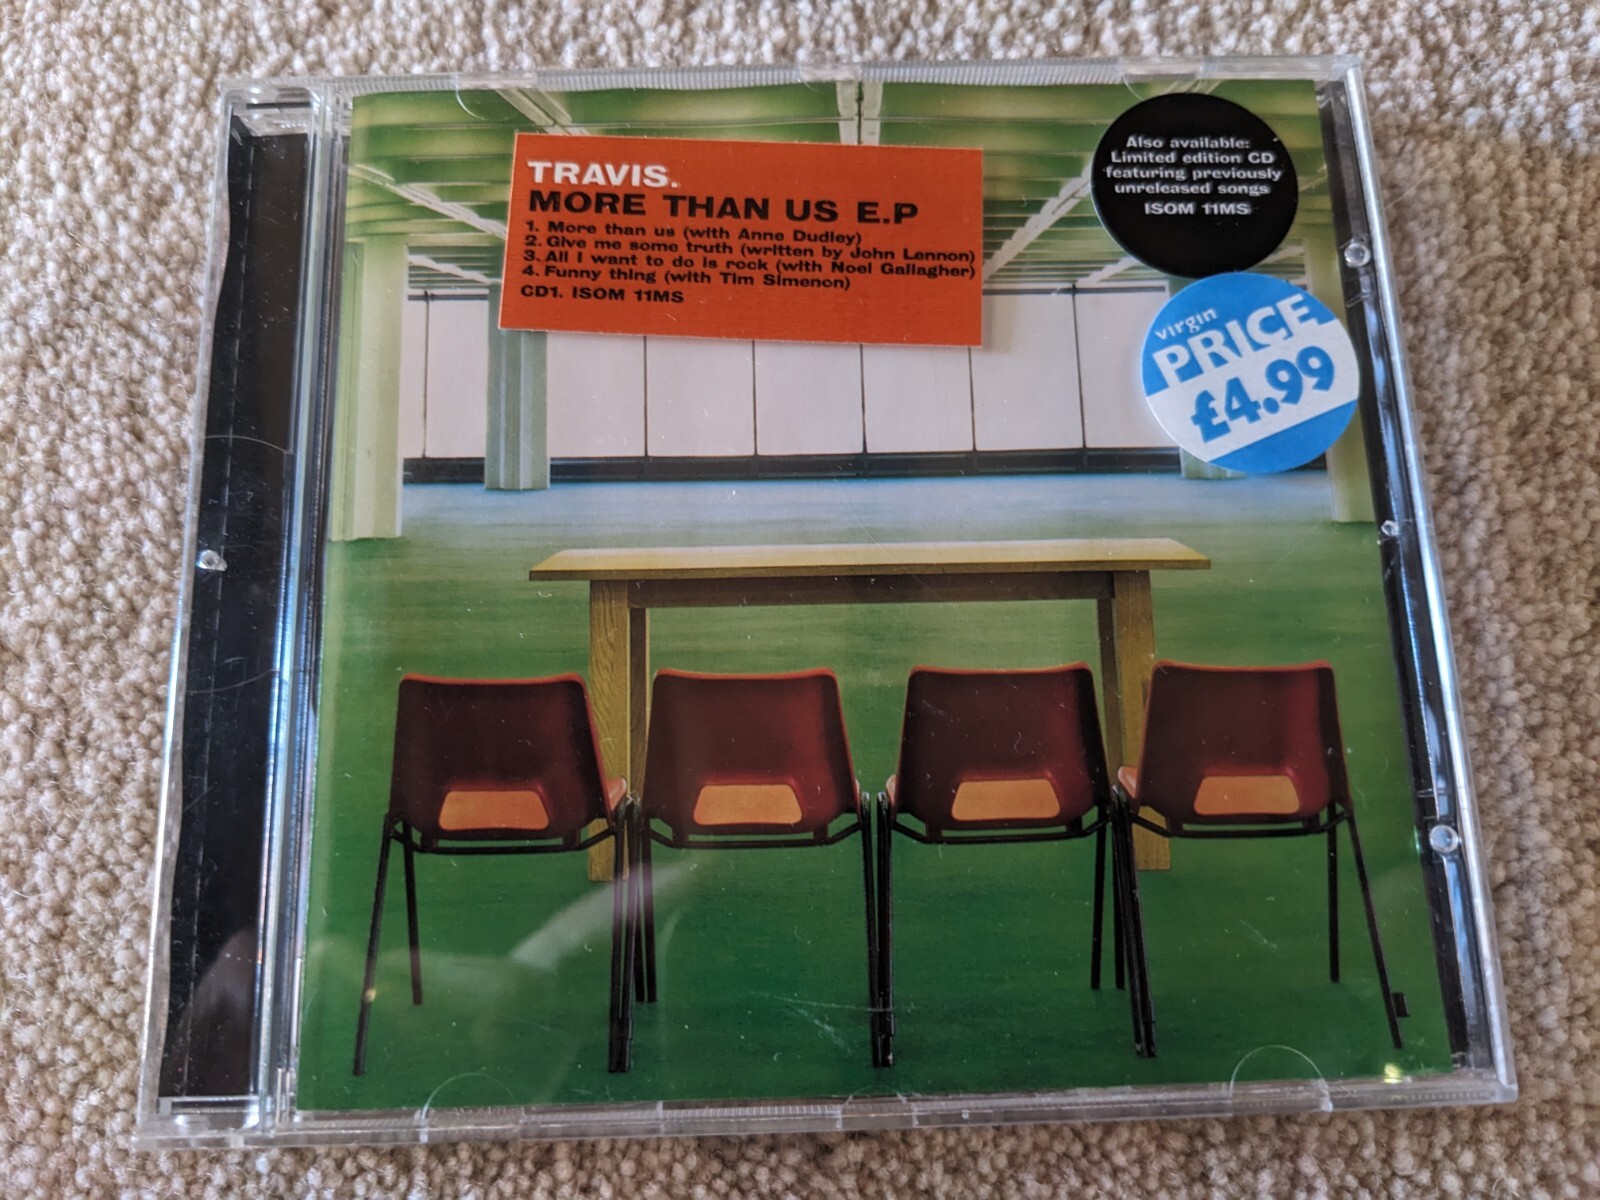 TRAVIS.
MORE THAN US E.P
1. More than us (with Anne Dudley)
2. Give me some truth (written by John Lennon)
3. All I want to do is rock (with Noel Gallagher)
4. Funny thing (with Tim Simenon)
CD1. ISOM 11MS
Also available:
Limited edition CD
featuring previously
unreleased songs
ISOM 11MS
virgin
PRICE
£4.99